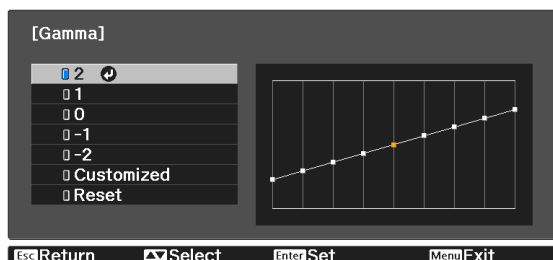 [Gamma]
2
1
0
-1
-2
Customized
Reset
Esc Return Select Enter Set Menu Exit